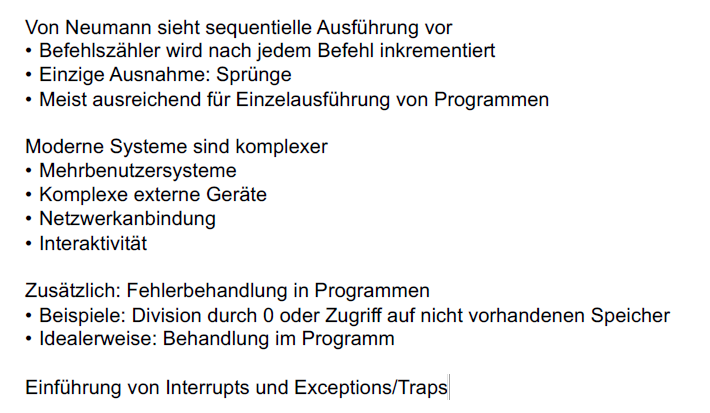 Von Neumann sieht sequentielle Ausführung vor
• Befehlszähler wird nach jedem Befehl inkrementiert
• Einzige Ausnahme: Sprünge
• Meist ausreichend für Einzelausführung von Programmen
Moderne Systeme sind komplexer
• Mehrbenutzersysteme
• Komplexe externe Geräte
• Netzwerkanbindung
• Interaktivität
Zusätzlich: Fehlerbehandlung in Programmen
• Beispiele: Division durch 0 oder Zugriff auf nicht vorhandenen Speicher
• Idealerweise: Behandlung im Programm
Einführung von Interrupts und Exceptions/Traps